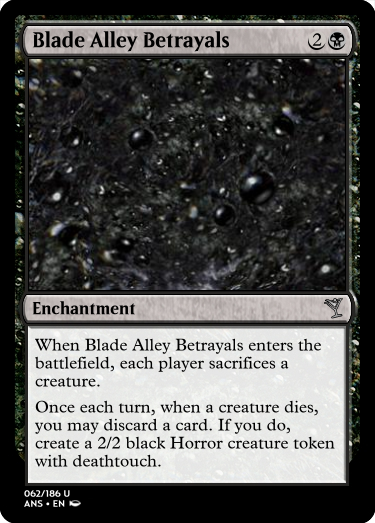 Blade Alley Betrayals 2
Enchantment
When Blade Alley Betrayals enters the
battlefield, each player sacrifices a
creature.
Once each turn, when a creature dies,
you may discard a card. If you do,
create a 2/2 black Horror creature token
with deathtouch.
062/186 U
ANS • EN